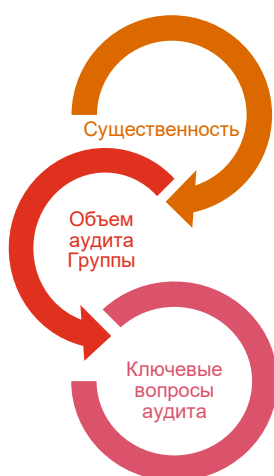 Существенность
Объем
аудита
Группы
Ключевые
вопросы
аудита